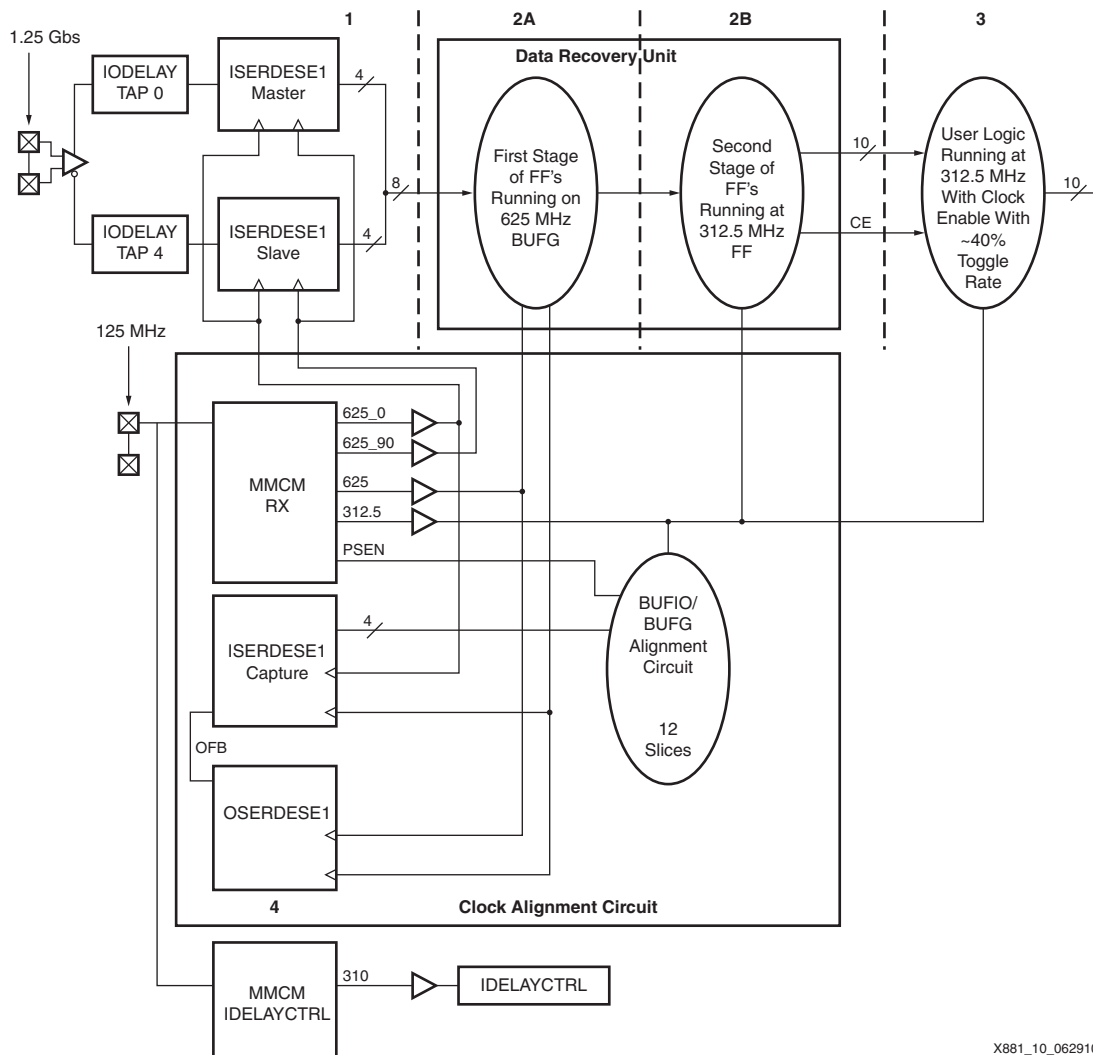 1
2A
2B
3
1.25 Gbs
Data Recovery Unit
IODELAY
TAP 0
ISERDESE1
Master
4
First Stage
of FF's
Running on
625 MHz
BUFG
Second
Stage of
FF's
Running at
312.5 MHz
FF
10
CE
User Logic
Running at
312.5 MHz
With Clock
Enable With
~40%
Toggle
Rate
10
8
IODELAY
TAP 4
ISERDESE1
Slave
4
125 MHz
MMCM
RX
625_0
625_90
625
312.5
PSEN
ISERDESE1
Capture
4
BUFIO/
BUFG
Alignment
Circuit
12
Slices
OFB
OSERDESE1
4
Clock Alignment Circuit
MMCM
IDELAYCTRL
310
IDELAYCTRL
X881_10_062910